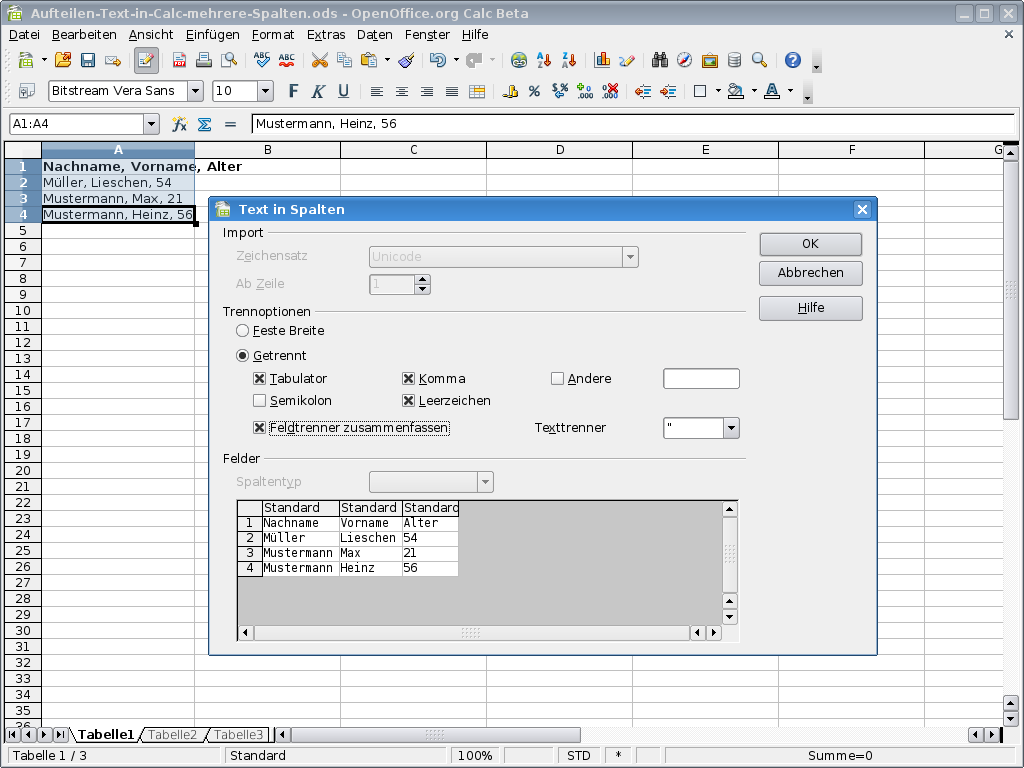 Aufteilen-Text-in-Calc-mehrere-Spalten.ods - OpenOffice.org Calc Beta
Datei Bearbeiten Ansicht Einfügen Format Extras Daten Fenster Hilfe
Bitstream Vera Sans 10 F K U
A1:A4 Mustermann, Heinz, 56
A B C D E F G
1 Nachname, Vorname, Alter
2 Müller, Lieschen, 54
3 Mustermann, Max, 21
4 Mustermann, Heinz, 56
5
6
7
8
9
10
11
12
13
14
15
16
17
18
19
20
21
22
23
24
25
26
27
28
29
30
31
32
33
34
35
36
Text in Spalten
Import
Zeichensatz Unicode
Ab Zeile 1
OK
Abbrechen
Hilfe
Trennoptionen
Feste Breite
Getrennt
Tabulator Komma Andere
Semikolon Leerzeichen
Feldtrenner zusammenfassen Texttrenner "
Felder
Spaltentyp
Standard Standard Standard
1 Nachname Vorname Alter
2 Müller Lieschen 54
3 Mustermann Max 21
4 Mustermann Heinz 56
Tabelle1 Tabelle2 Tabelle3
Tabelle 1 / 3 Standard 100% STD * Summe=0